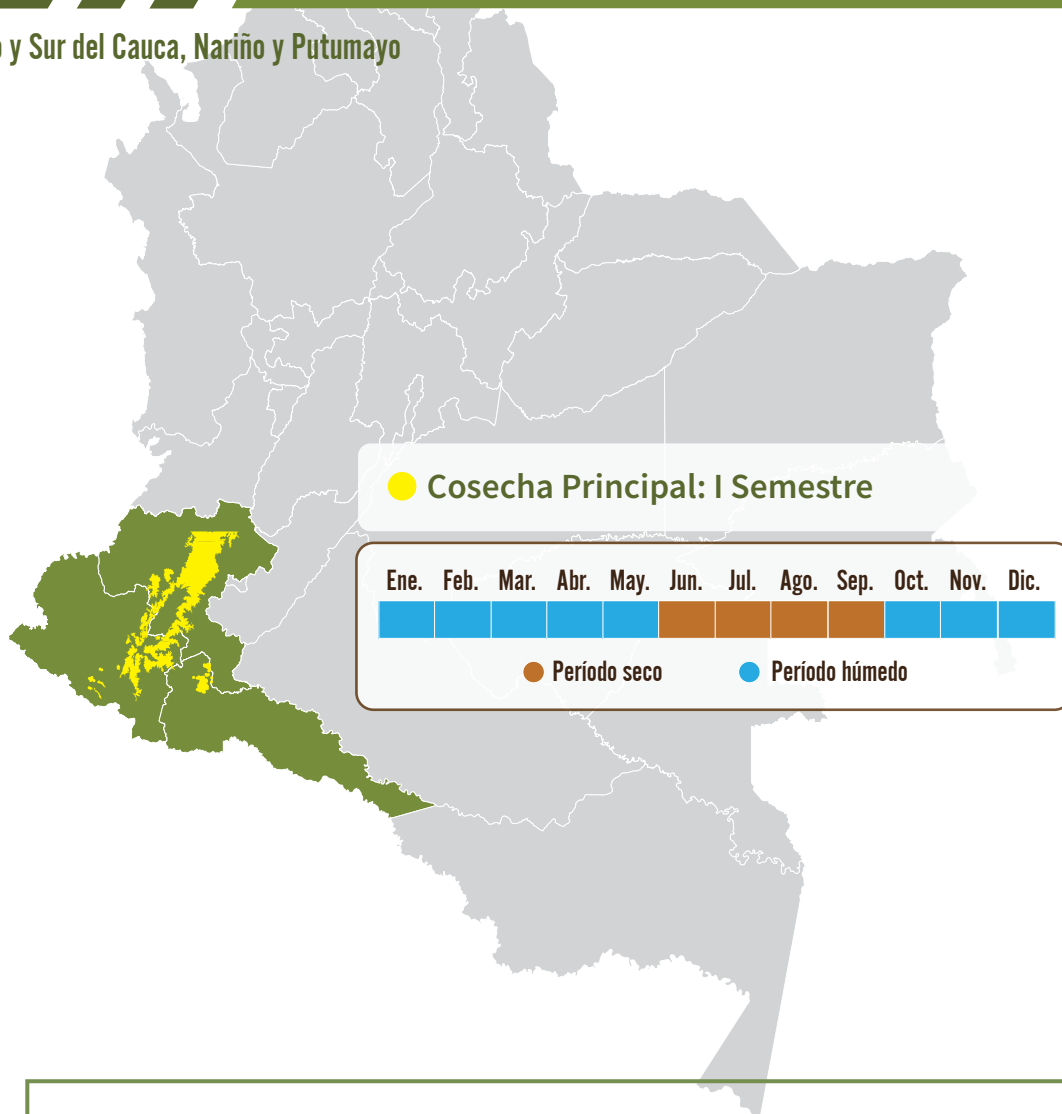 y Sur del Cauca, Nariño y Putumayo
Cosecha Principal: I Semestre
Ene. Feb. Mar. Abr. May. Jun. Jul. Ago. Sep. Oct. Nov. Dic.
Período seco Período húmedo